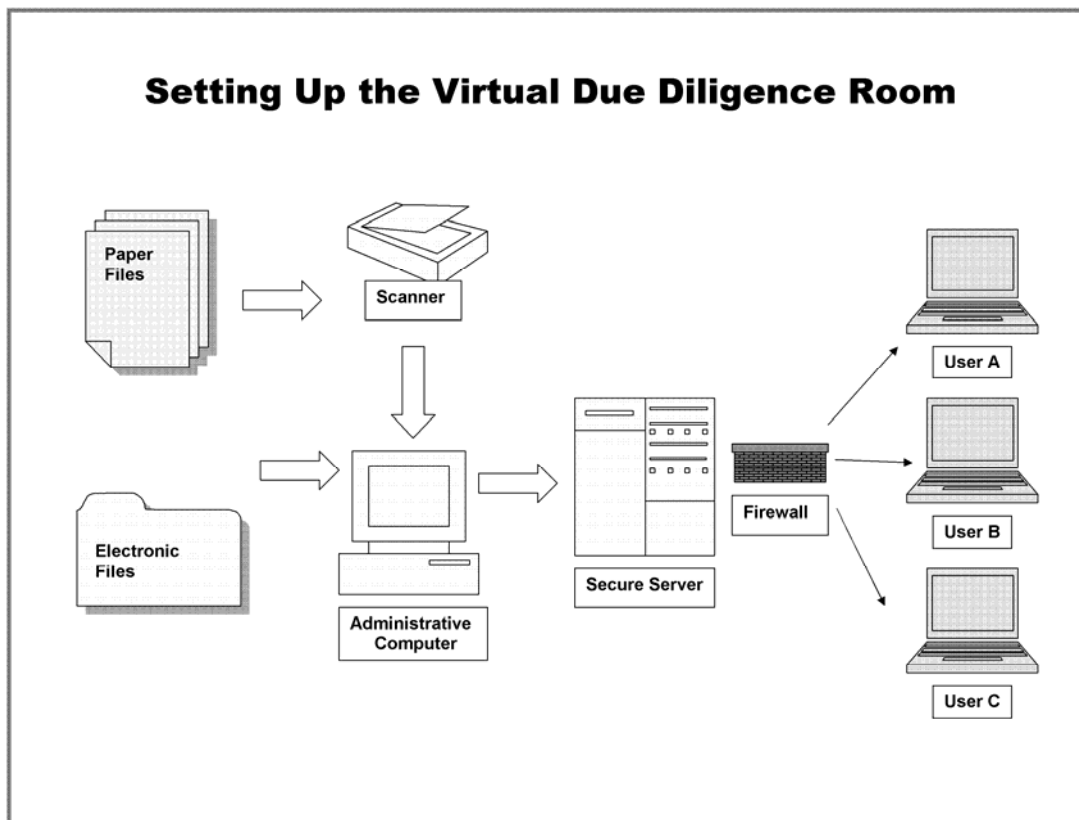 Setting Up the Virtual Due Diligence Room
Paper
Files
Scanner
Electronic
Files
Administrative
Computer
Secure Server
Firewall
User A
User B
User C